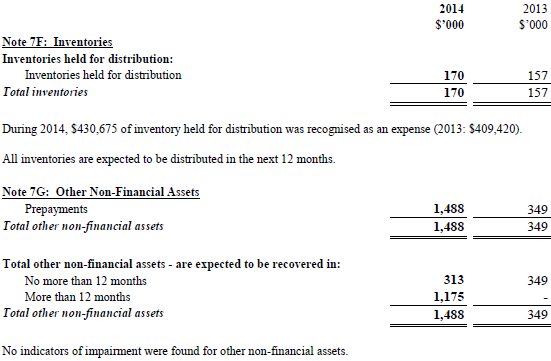 2014 2013
$'000 $'000
Note 7F: Inventories
Inventories held for distribution:
Inventories held for distribution 170 157
Total inventories 170 157
During 2014, $430,675 of inventory held for distribution was recognised as an expense (2013: $409,420).
All inventories are expected to be distributed in the next 12 months.
Note 7G: Other Non-Financial Assets
Prepayments 1,488 349
Total other non-financial assets 1,488 349
Total other non-financial assets - are expected to be recovered in:
No more than 12 months 313 349
More than 12 months 1,175 -
Total other non-financial assets 1,488 349
No indicators of impairment were found for other non-financial assets.